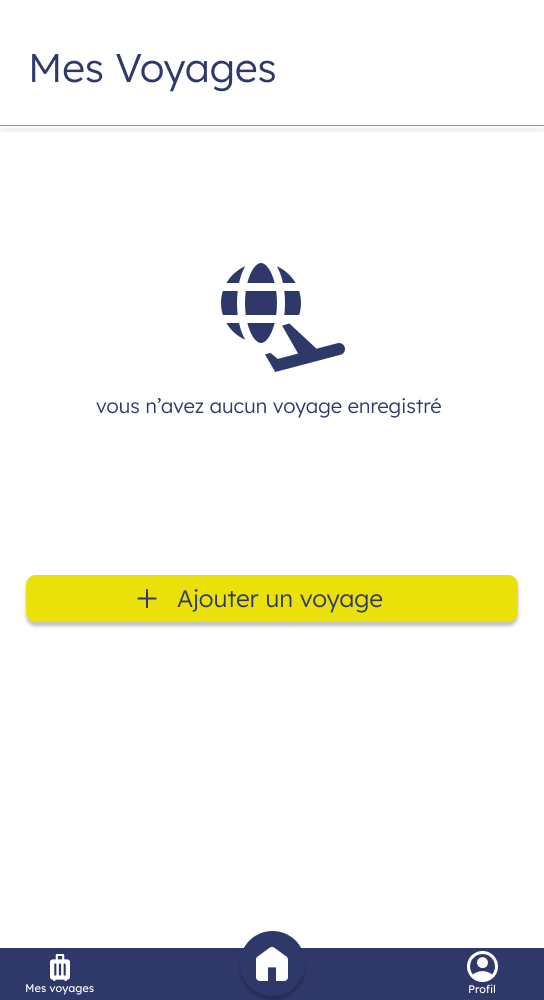 Mes Voyages
vous n’avez aucun voyage enregistré
Ajouter un voyage
Mes voyages
Profil